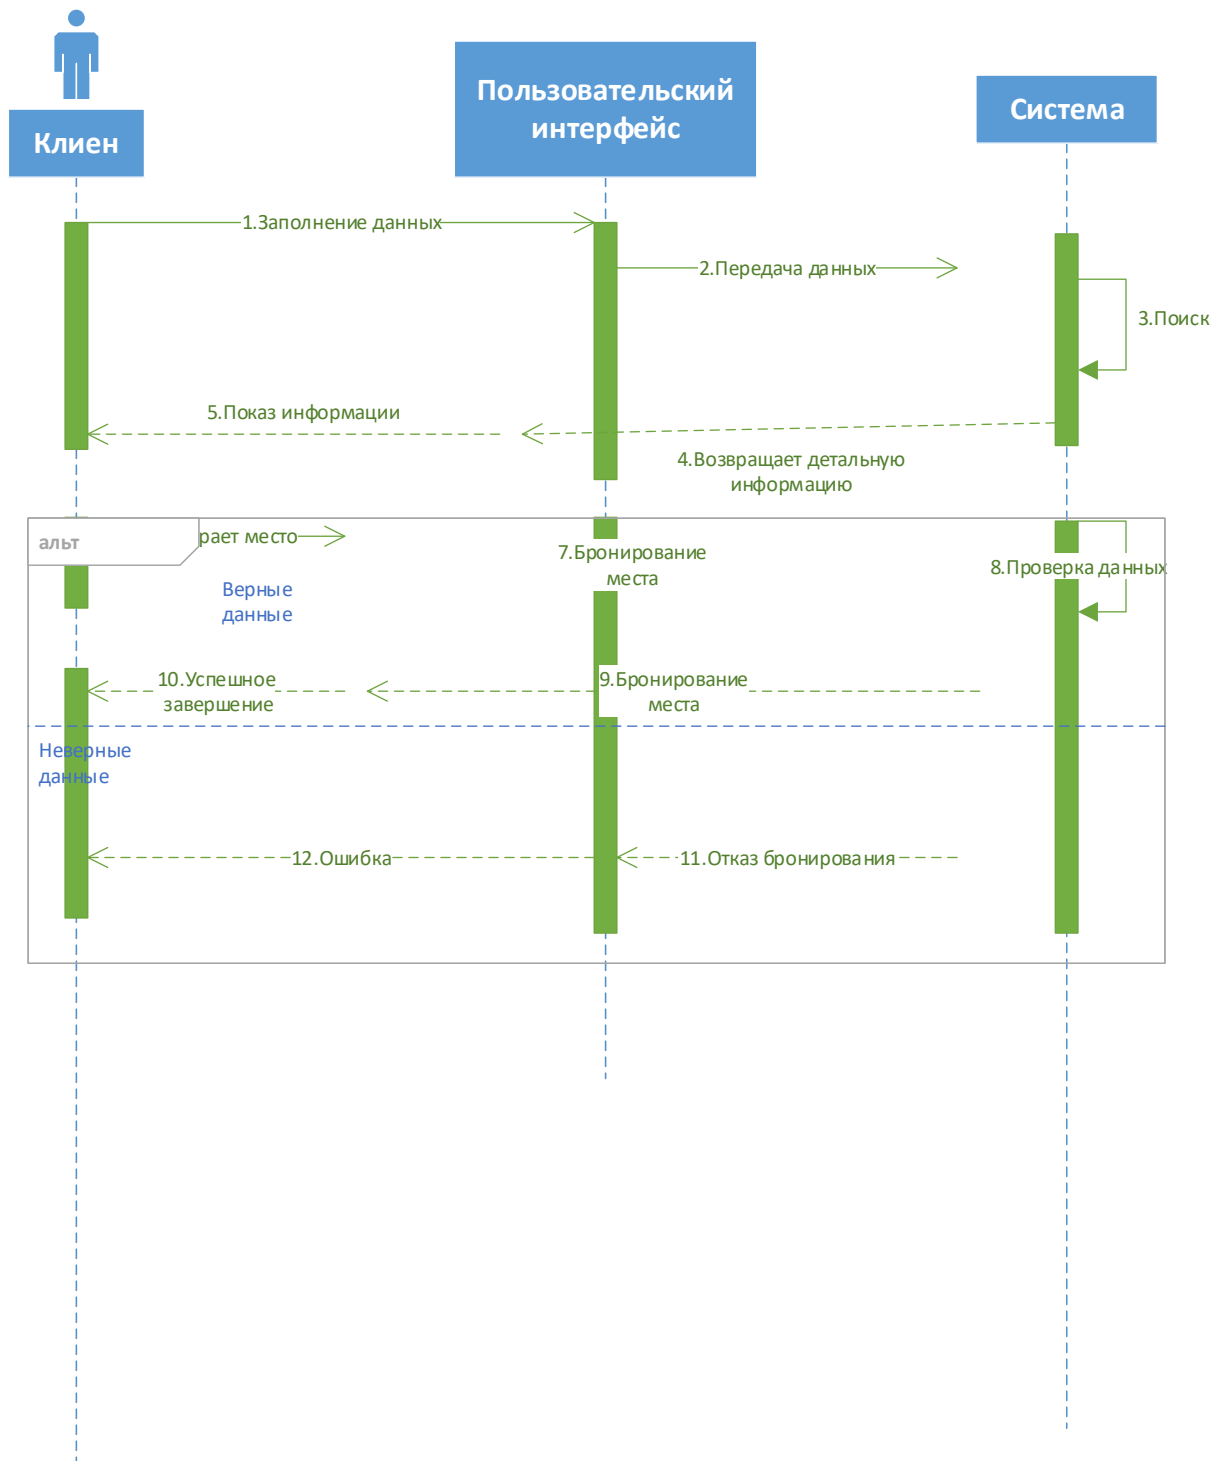 Клиен
Пользовательский
интерфейс
Система
1.Заполнение данных
2.Передача данных
3.Поиск
5.Показ информации
4.Возвращает детальную
информацию
альт
рает место
7.Бронирование
места
8.Проверка данных
Верные
данные
10.Успешное
завершение
9.Бронирование
места
Неверные
данные
12.Ошибка
11.Отказ бронирования